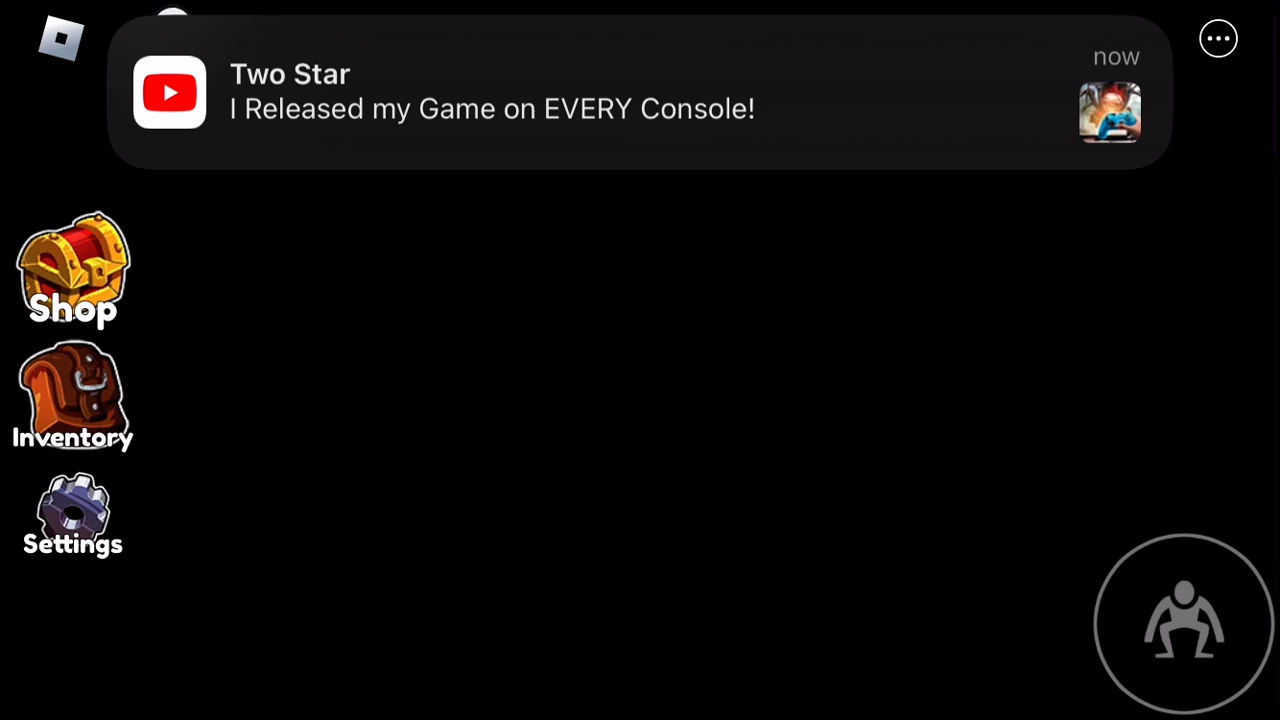 Two Star
I Released my Game on EVERY Console!
now
Shop
Inventory
Settings